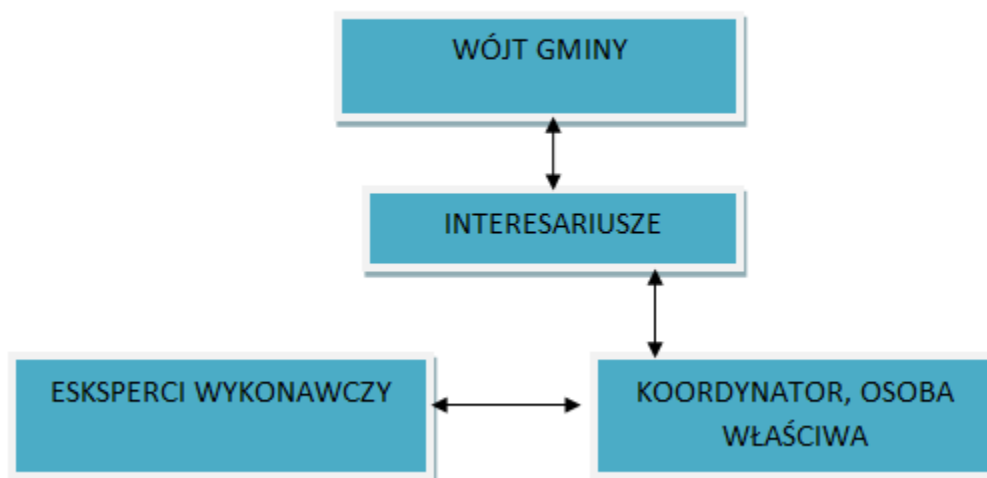 WÓJT GMINY
INTERESARIUSZE
ESKSPERCI WYKONAWCZY
KOORDYNATOR, OSOBA
WŁAŚCIWA